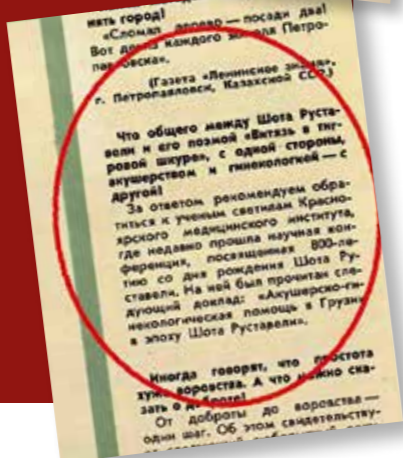 нять город!
«Сломал дерево — посади два!
Вот девиз каждого жителя Петро-
павловска».
(Газета «Ленинское знамя»,
г. Петропавловск, Казахской ССР.)
Что общего между Шота Руста-
вели и его поэмой «Витязь в тиг-
ровой шкуре», с одной стороны,
акушерством и гинекологией — с
другой?
За ответом рекомендуем обра-
титься к ученым светилам Красно-
ярского медицинского института,
где недавно прошла научная кон-
ференция, посвященная 800-ле-
тию со дня рождения Шота Ру-
ставели. На ней был прочитан сле-
дующий доклад: «Акушерско-ги-
некологическая помощь в Грузии
в эпоху Шота Руставели».
Иногда говорят, что простота
хуже воровства. А что можно ска-
зать о доброте?
От доброты до воровства —
один шаг. Об этом свидетельству-